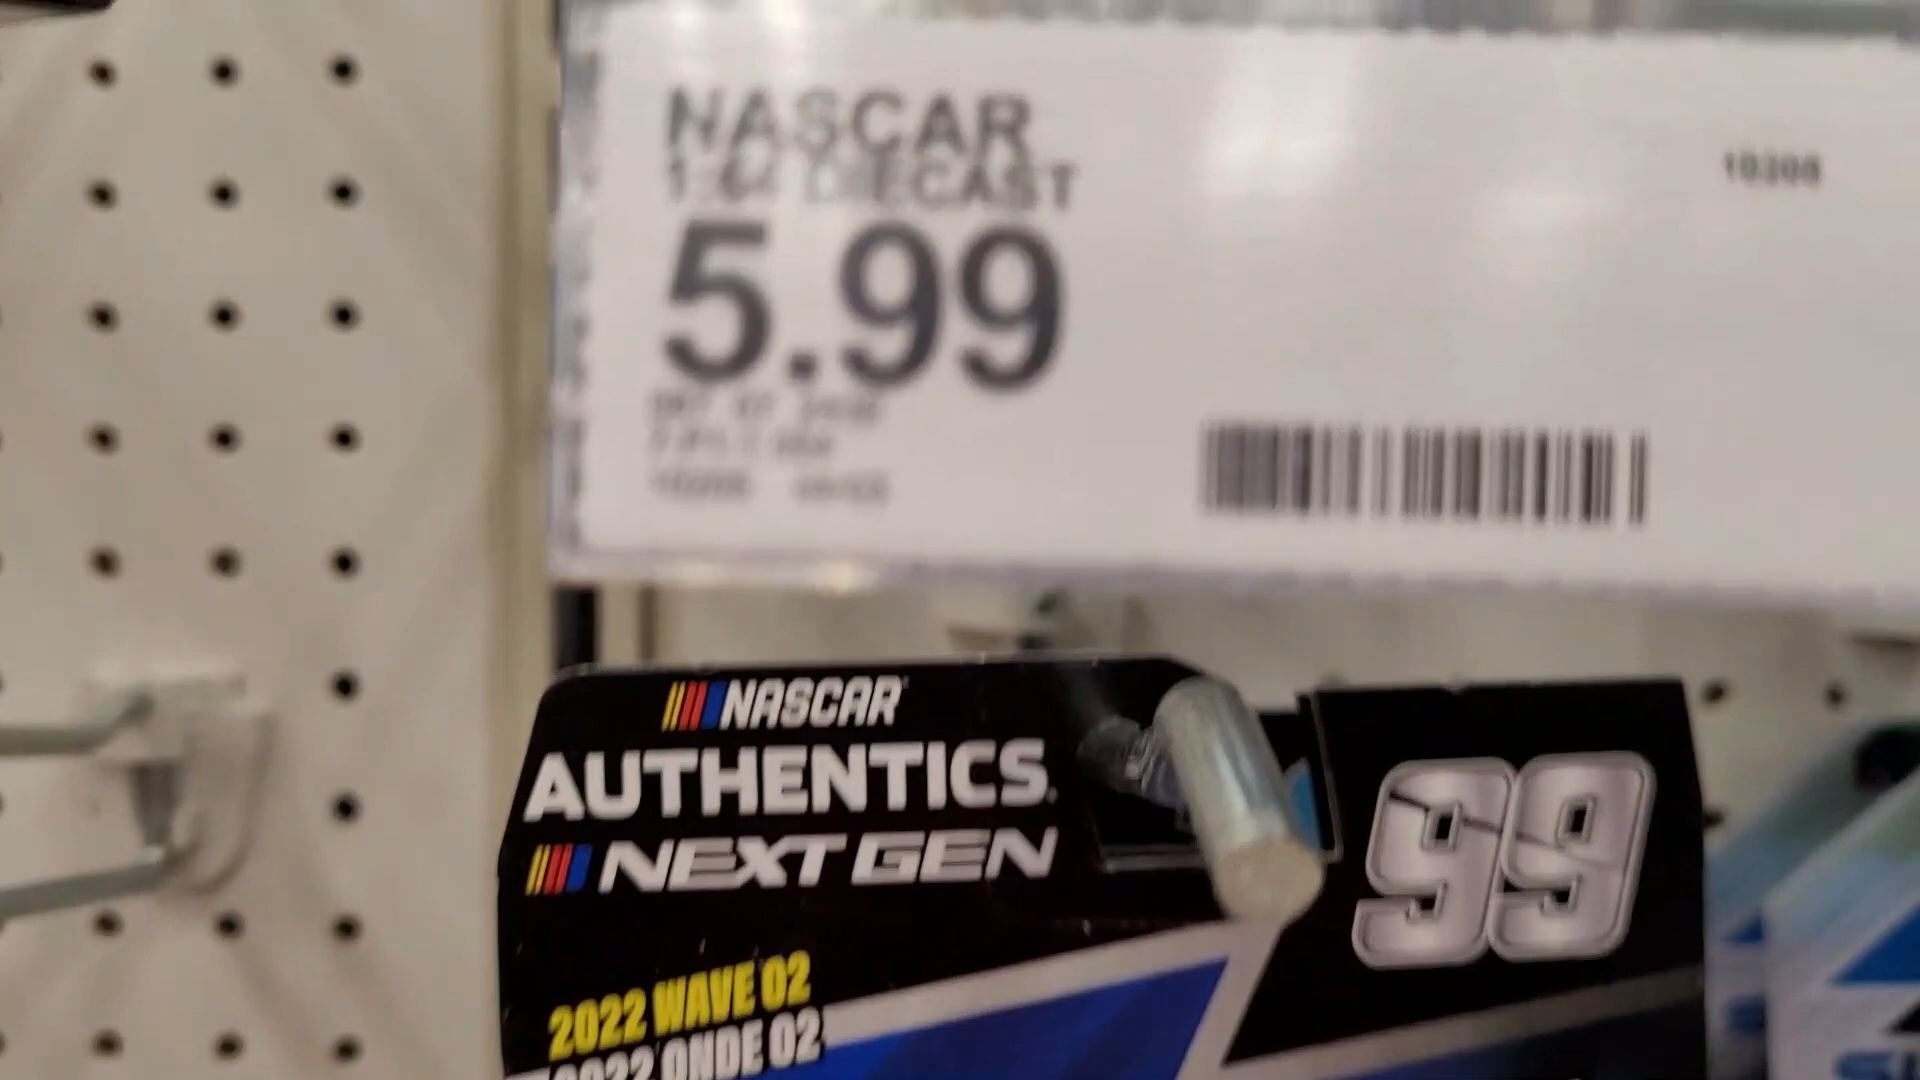 NASCAR
1:64 DIECAST
5.99
NASCAR
AUTHENTICS
NEXT GEN
99
2022 WAVE 02
2022 ONDE 02